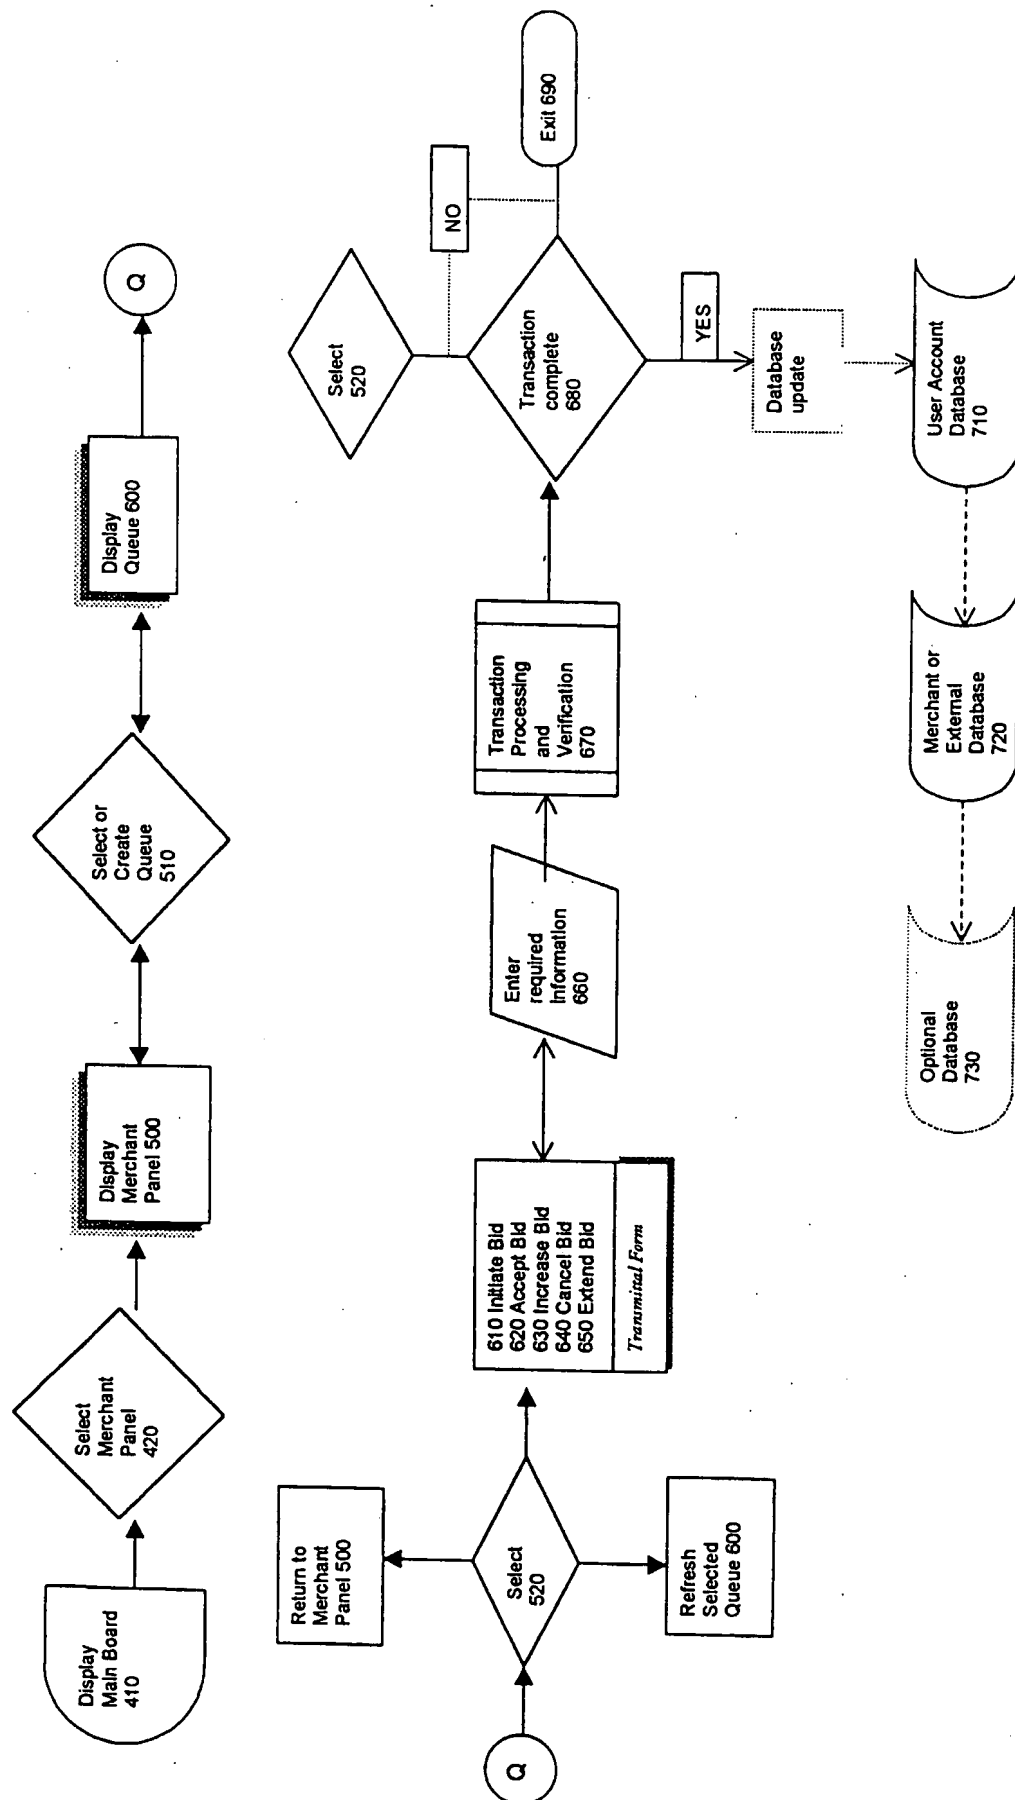 Display
Main Board
410
Select
Merchant
Panel
420
Display
Merchant
Panel 500
Select or
Create
Queue
510
Display
Queue 600
Q
Q
Select
520
Return to
Merchant
Panel 500
Refresh
Selected
Queue 600
610 Initiate Bid
620 Accept Bid
630 Increase Bid
640 Cancel Bid
650 Extend Bid
Transmittal Form
Enter
required
Information
660
Transaction
Processing
and
Verification
670
Transaction
complete
680
Select
520
NO
Exit 690
YES
Database
update
User Account
Database
710
Merchant or
External
Database
720
Optional
Database
730